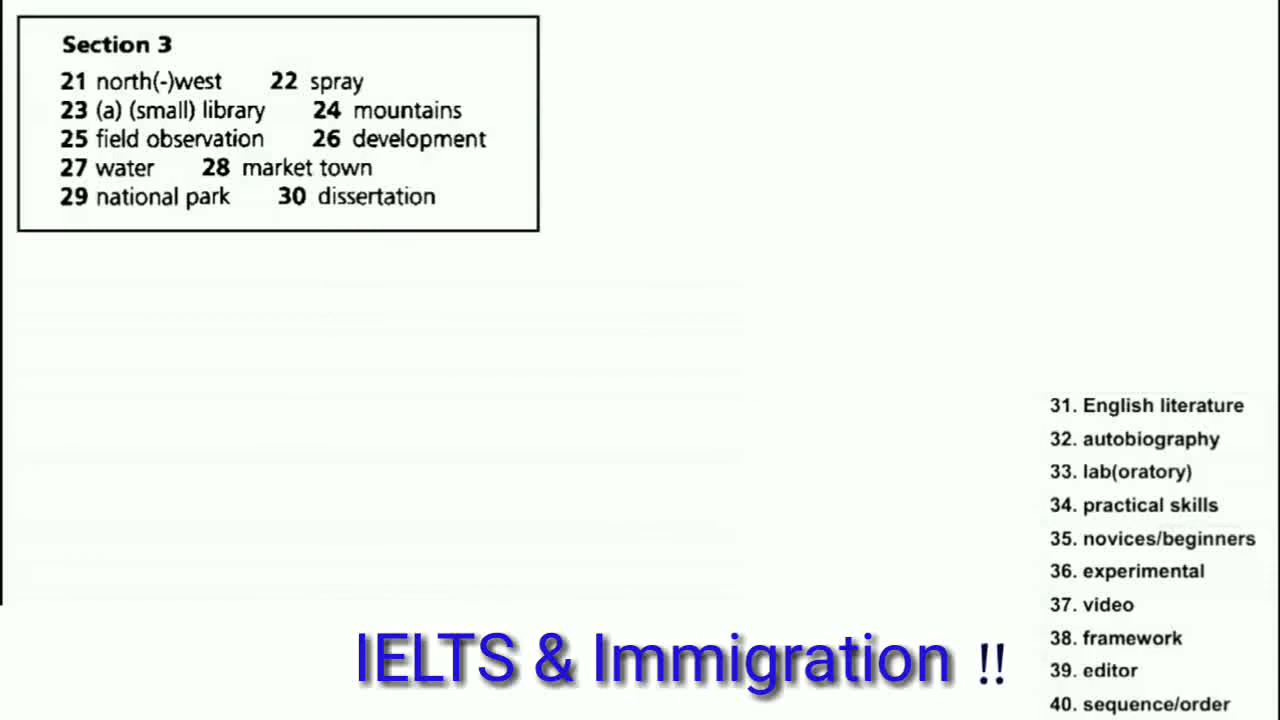 Section 3
21 north(-)west 22 spray
23 (a) (small) library 24 mountains
25 field observation 26 development
27 water 28 market town
29 national park 30 dissertation
31. English literature
32. autobiography
33. lab(oratory)
34. practical skills
35. novices/beginners
36. experimental
37. video
38. framework
39. editor
40. sequence/order
IELTS & Immigration !!